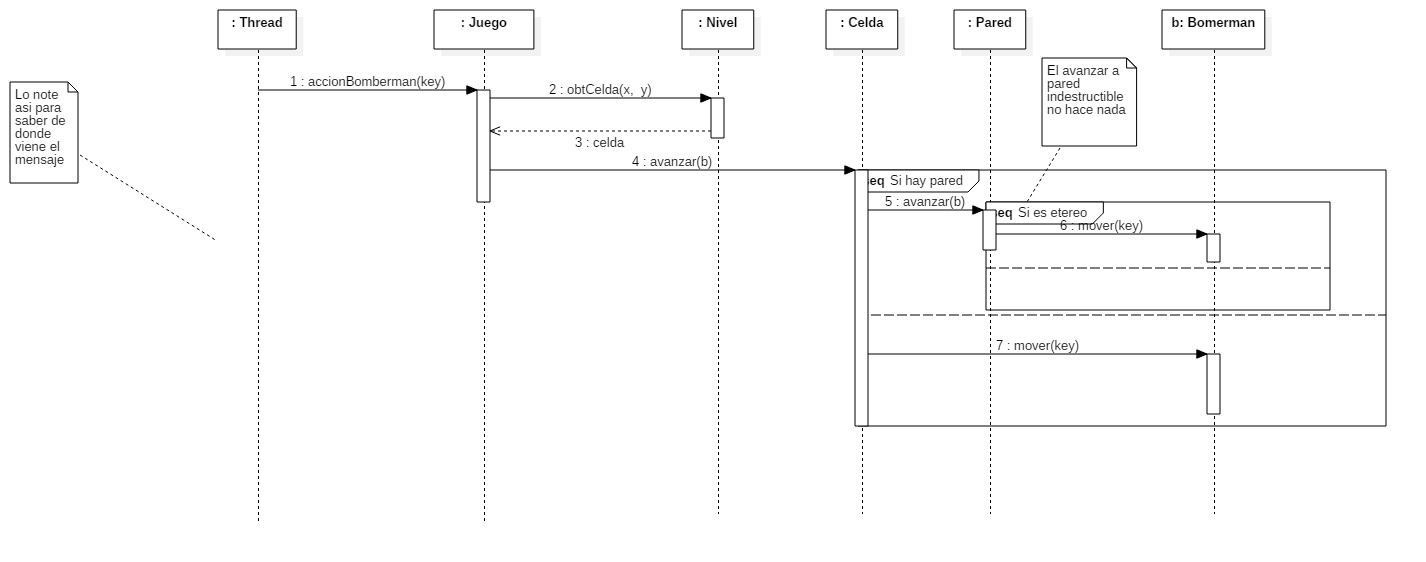 : Thread
: Juego
: Nivel
: Celda
: Pared
b: Bomerman
Lo note
asi para
saber de
donde
viene el
mensaje
El avanzar a
pared
indestructible
no hace nada
1 : accionBomberman(key)
2 : obtCelda(x, y)
3 : celda
4 : avanzar(b)
eq Si hay pared
5 : avanzar(b)
eq Si es etereo
6 : mover(key)
7 : mover(key)